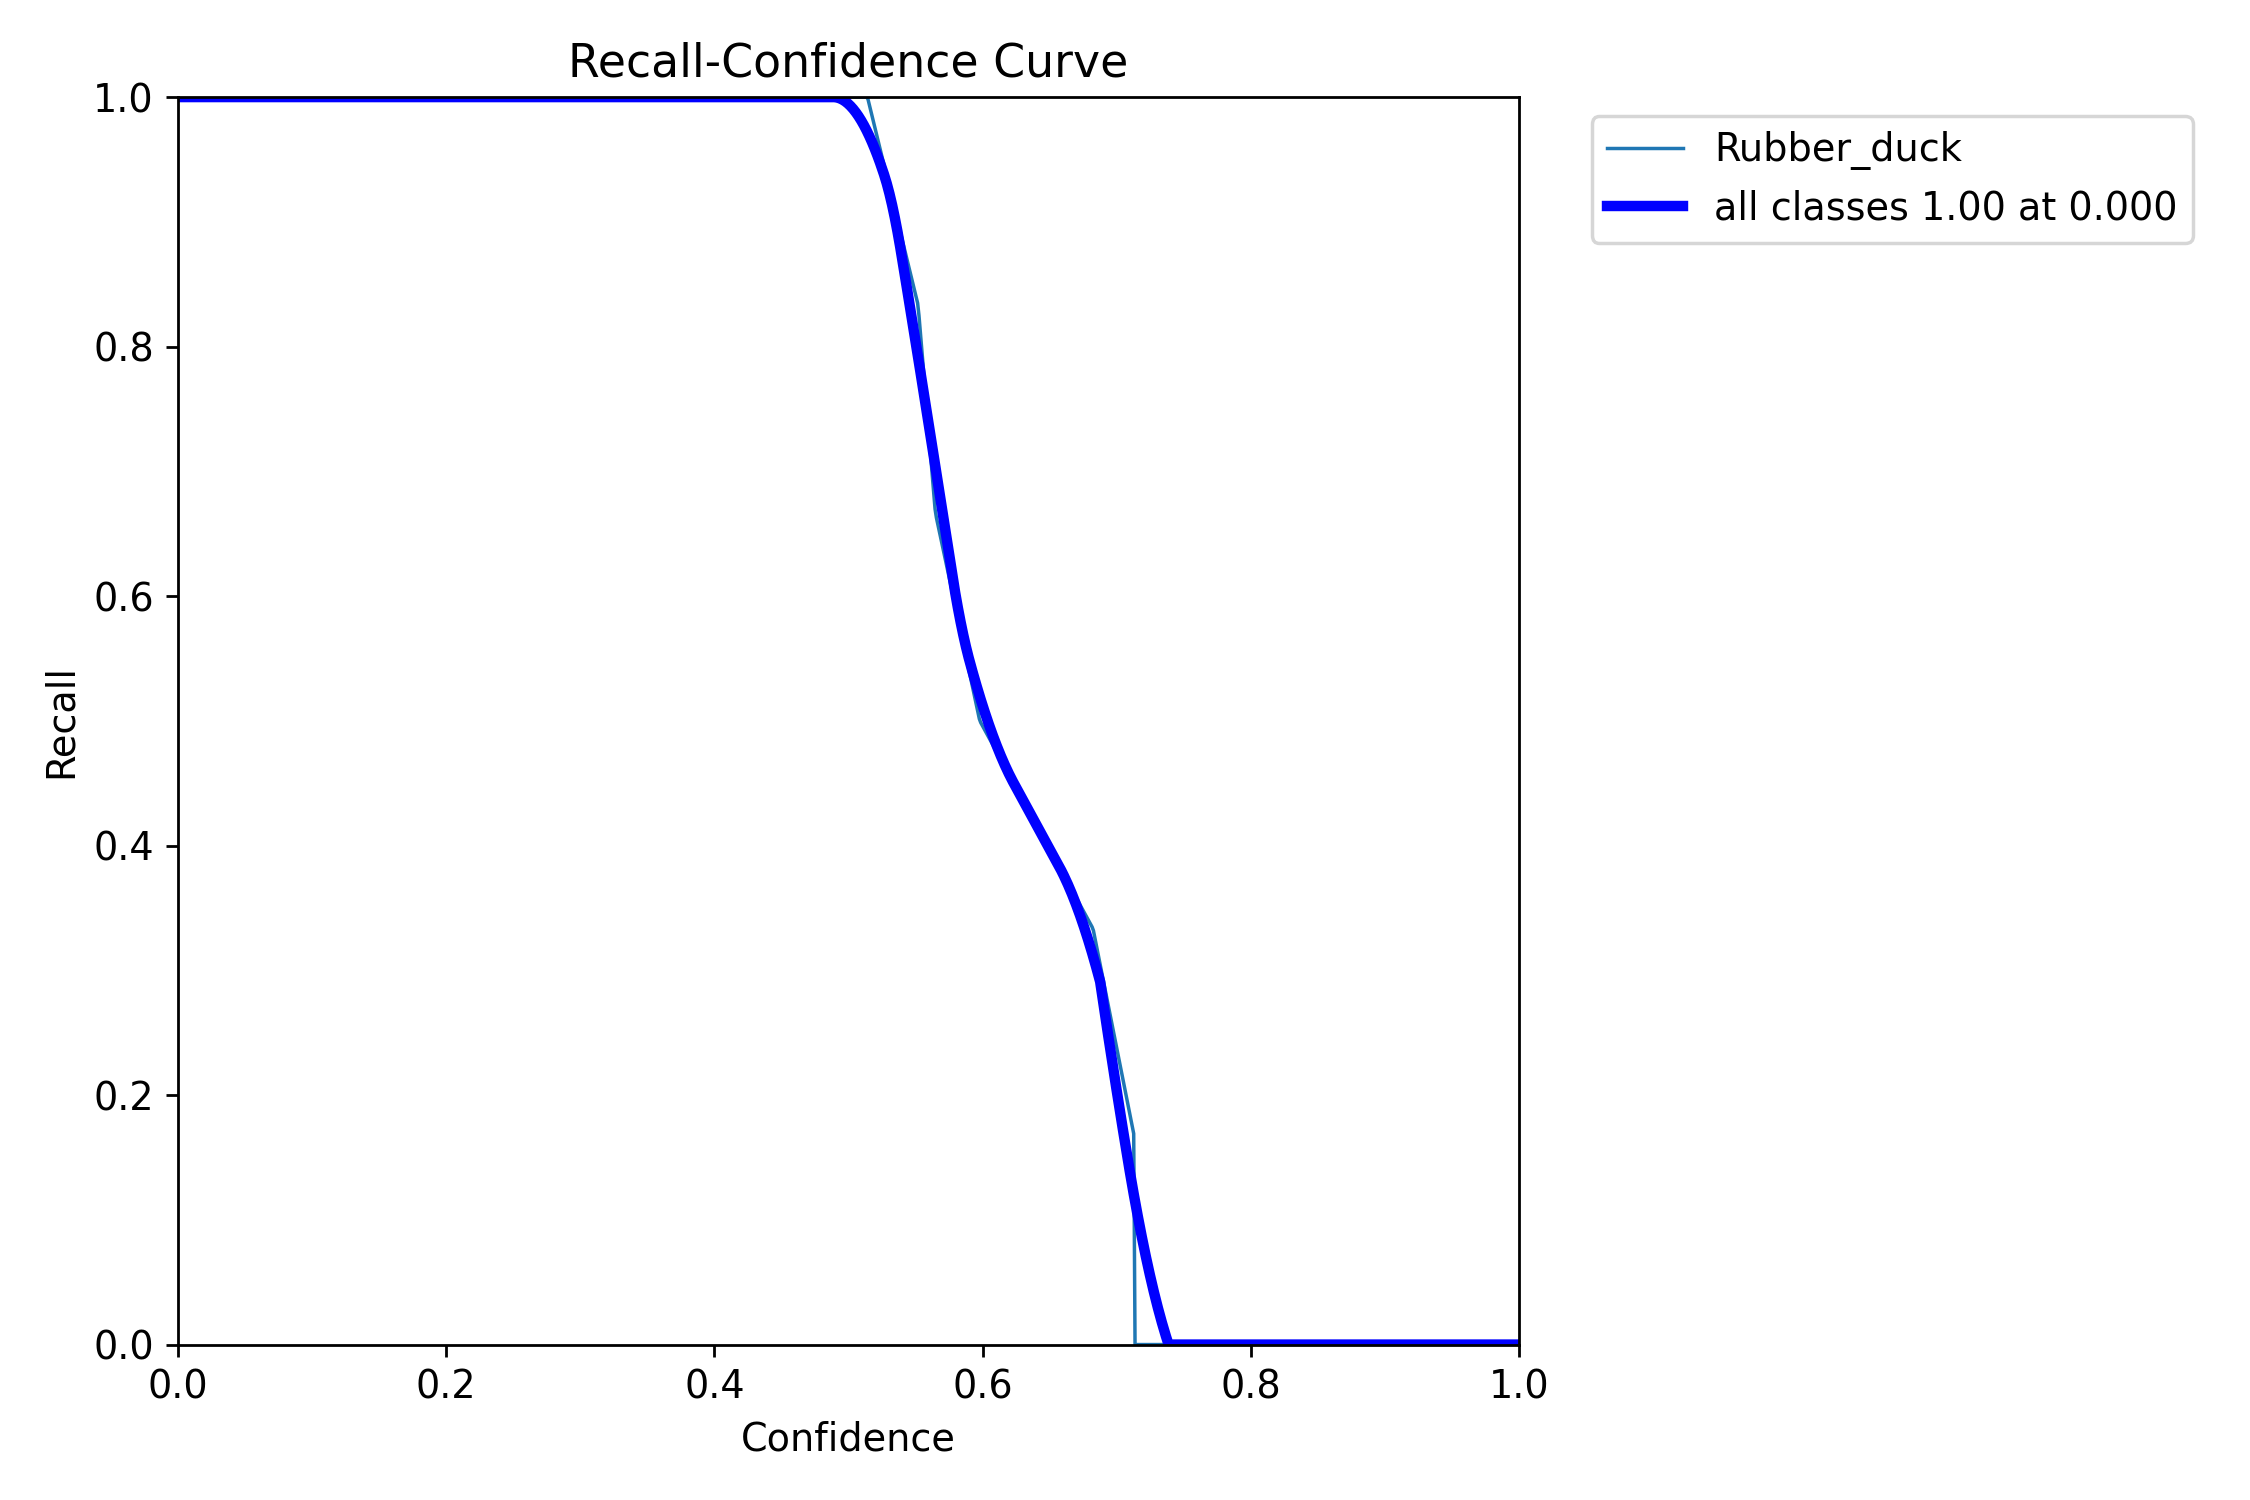 Recall-Confidence Curve
1.0
0.8
0.6
0.4
0.2
0.0
Recall
0.0 0.2 0.4 0.6 0.8 1.0
Confidence
Rubber_duck
all classes 1.00 at 0.000